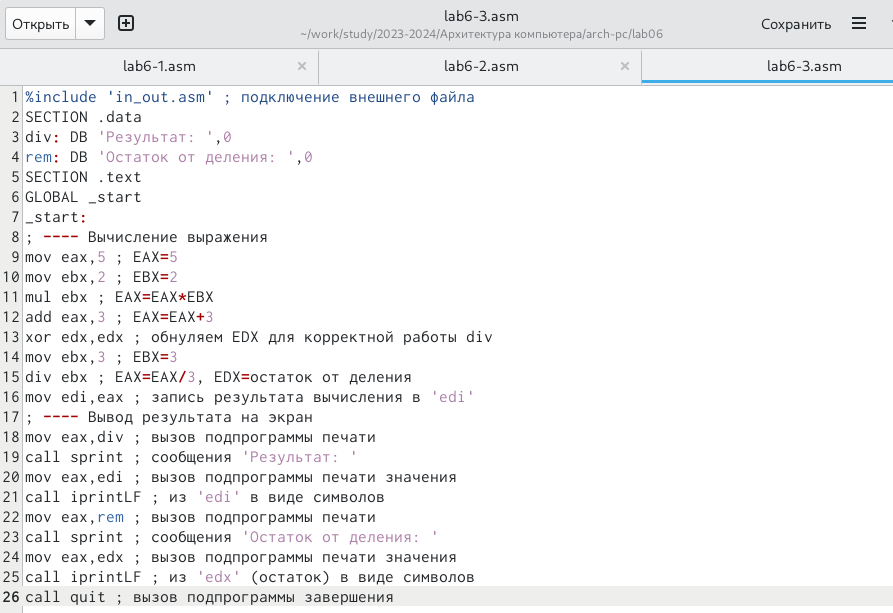 Открыть
lab6-3.asm
~/work/study/2023-2024/Архитектура компьютера/arch-pc/lab06
Сохранить
lab6-1.asm
lab6-2.asm
lab6-3.asm
1 %include 'in_out.asm' ; подключение внешнего файла
2 SECTION .data
3 div: DB 'Результат: ',0
4 rem: DB 'Остаток от деления: ',0
5 SECTION .text
6 GLOBAL _start
7 _start:
8 ; ---- Вычисление выражения
9 mov eax,5 ; EAX=5
10 mov ebx,2 ; EBX=2
11 mul ebx ; EAX=EAX*EBX
12 add eax,3 ; EAX=EAX+3
13 xor edx,edx ; обнуляем EDX для корректной работы div
14 mov ebx,3 ; EBX=3
15 div ebx ; EAX=EAX/3, EDX=остаток от деления
16 mov edi,eax ; запись результата вычисления в 'edi'
17 ; ---- Вывод результата на экран
18 mov eax,div ; вызов подпрограммы печати
19 call sprint ; сообщения 'Результат: '
20 mov eax,edi ; вызов подпрограммы печати значения
21 call iprintLF ; из 'edi' в виде символов
22 mov eax,rem ; вызов подпрограммы печати
23 call sprint ; сообщения 'Остаток от деления: '
24 mov eax,edx ; вызов подпрограммы печати значения
25 call iprintLF ; из 'edx' (остаток) в виде символов
26 call quit ; вызов подпрограммы завершения